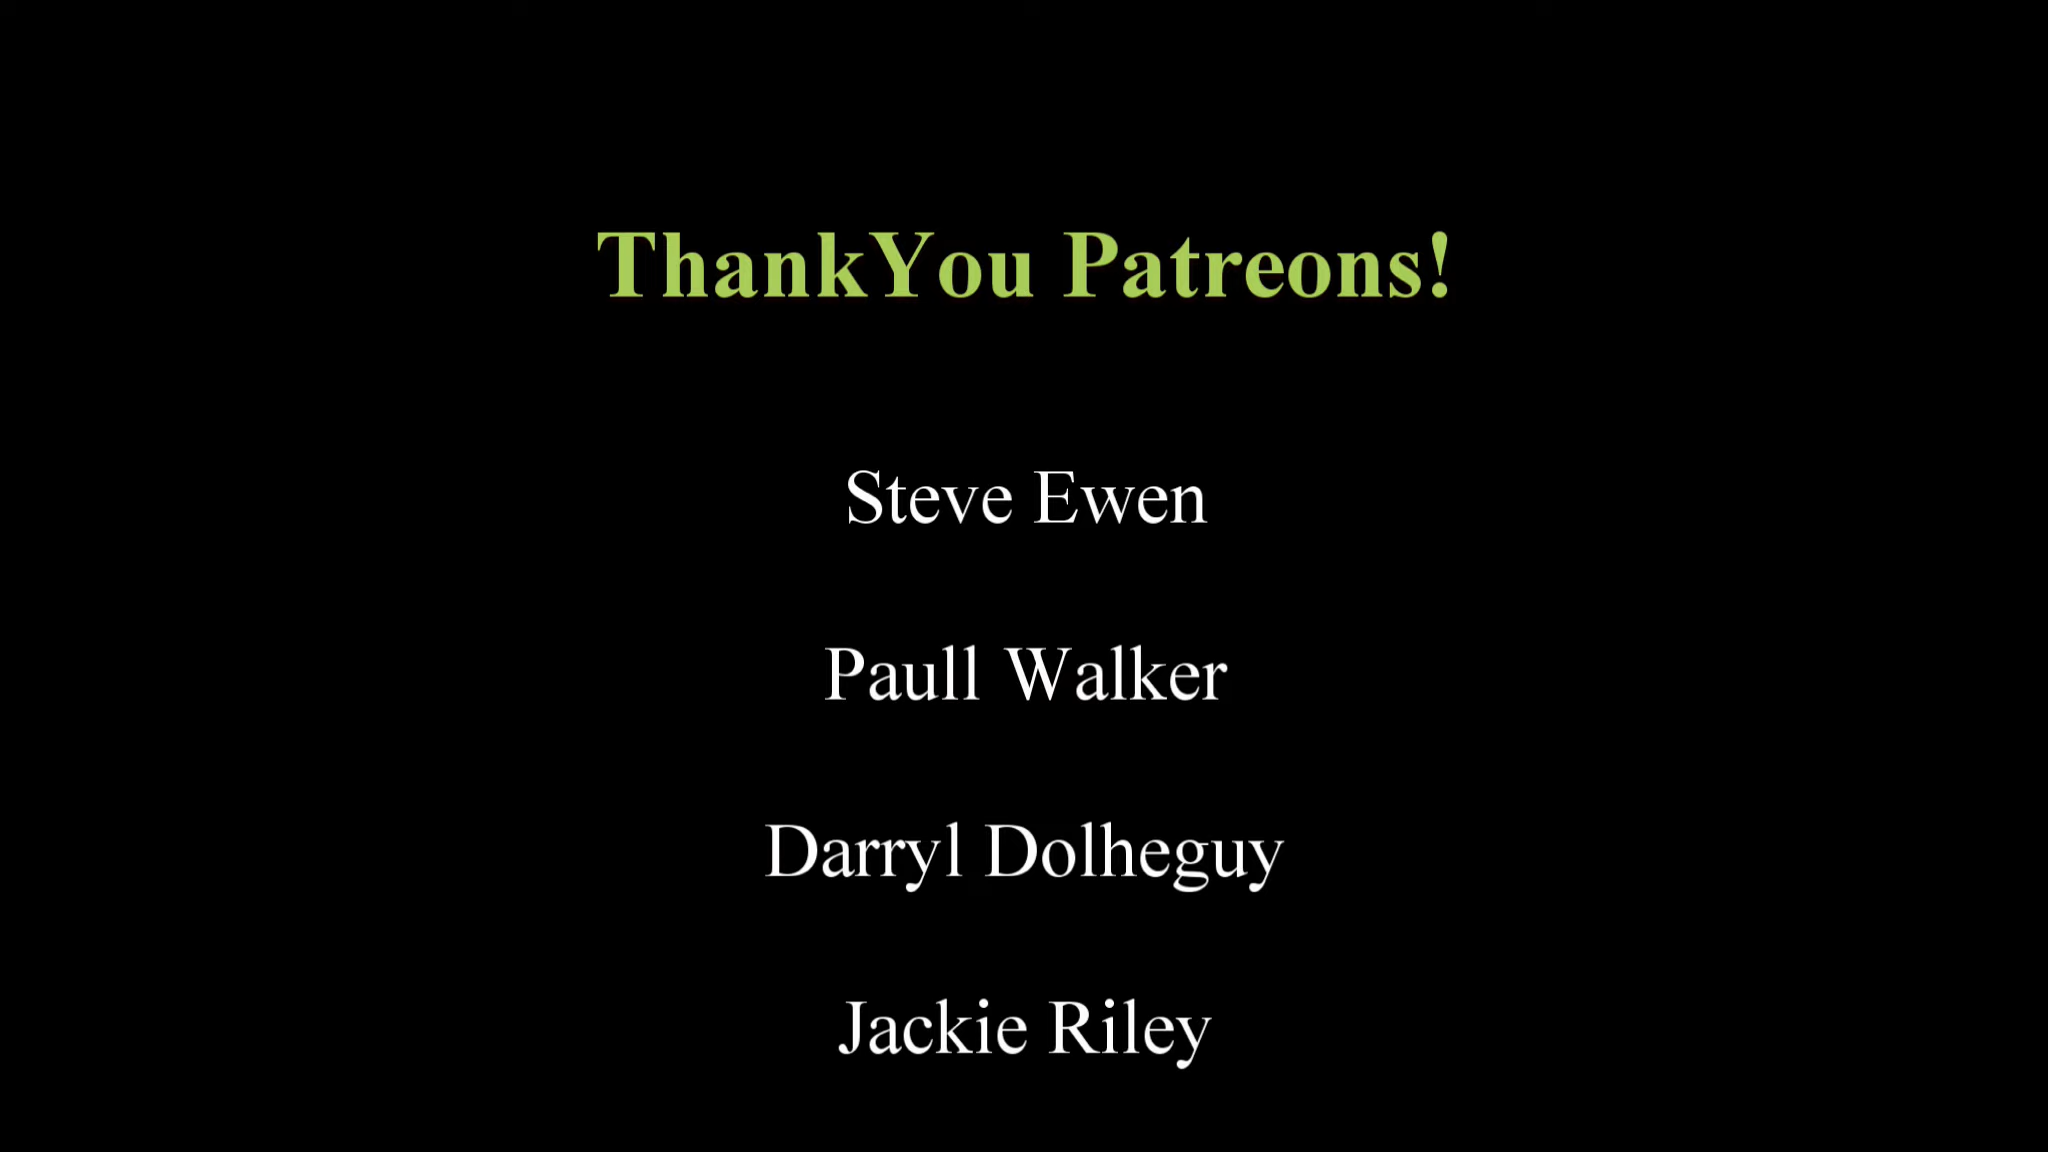 ThankYou Patreons!
Steve Ewen
Paull Walker
Darryl Dolheguy
Jackie Riley